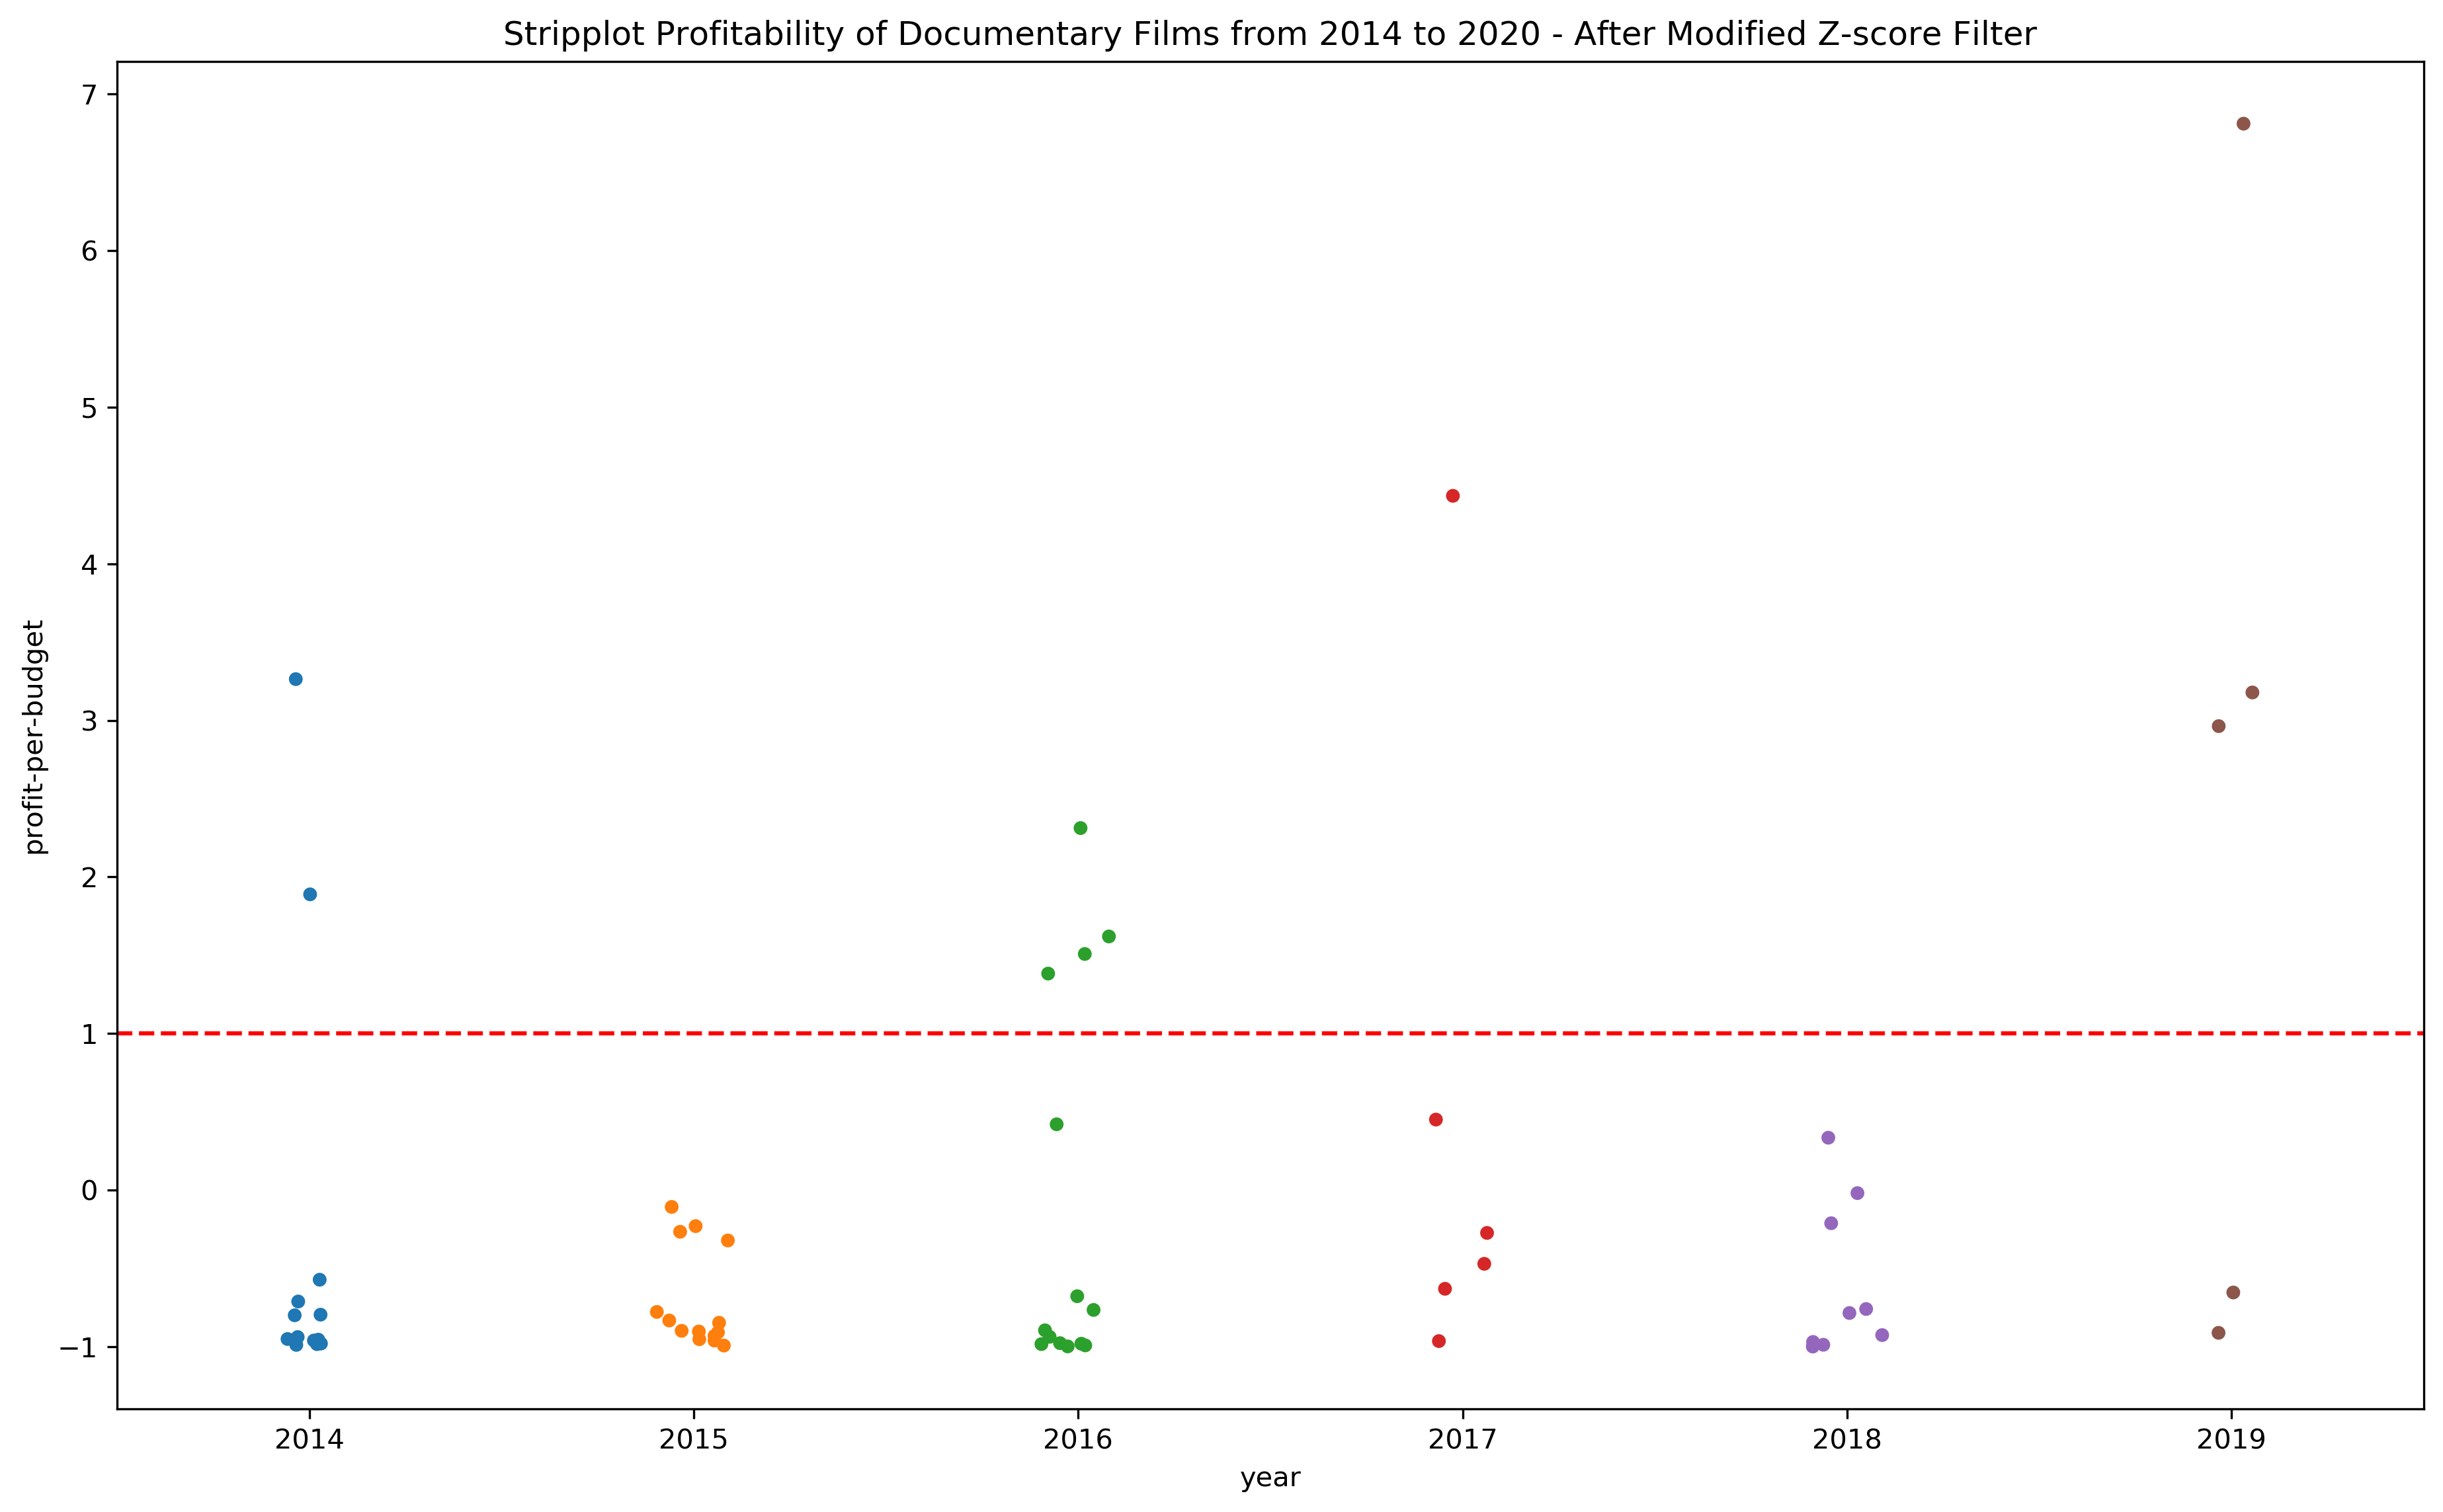 Stripplot Profitability of Documentary Films from 2014 to 2020 - After Modified Z-score Filter
7
6
5
4
3
2
1
0
−1
profit-per-budget
2014 2015 2016 2017 2018 2019
year